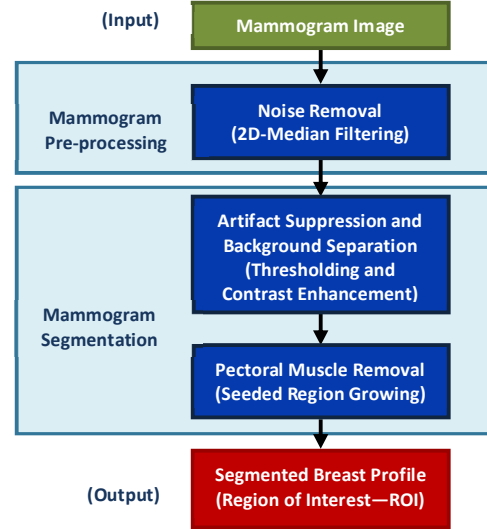 (Input)
Mammogram Image
Mammogram
Pre-processing
Noise Removal
(2D-Median Filtering)
Mammogram
Segmentation
Artifact Suppression and
Background Separation
(Thresholding and
Contrast Enhancement)
Pectoral Muscle Removal
(Seeded Region Growing)
(Output)
Segmented Breast Profile
(Region of Interest—ROI)